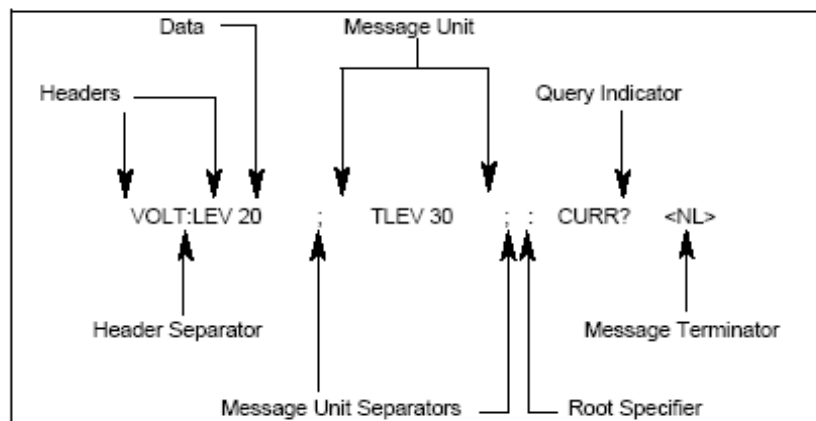 Data Message Unit
Headers Query Indicator
VOLT:LEV 20 ; TLEV 30 ; : CURR? <NL>
Header Separator Message Terminator
Message Unit Separators Root Specifier